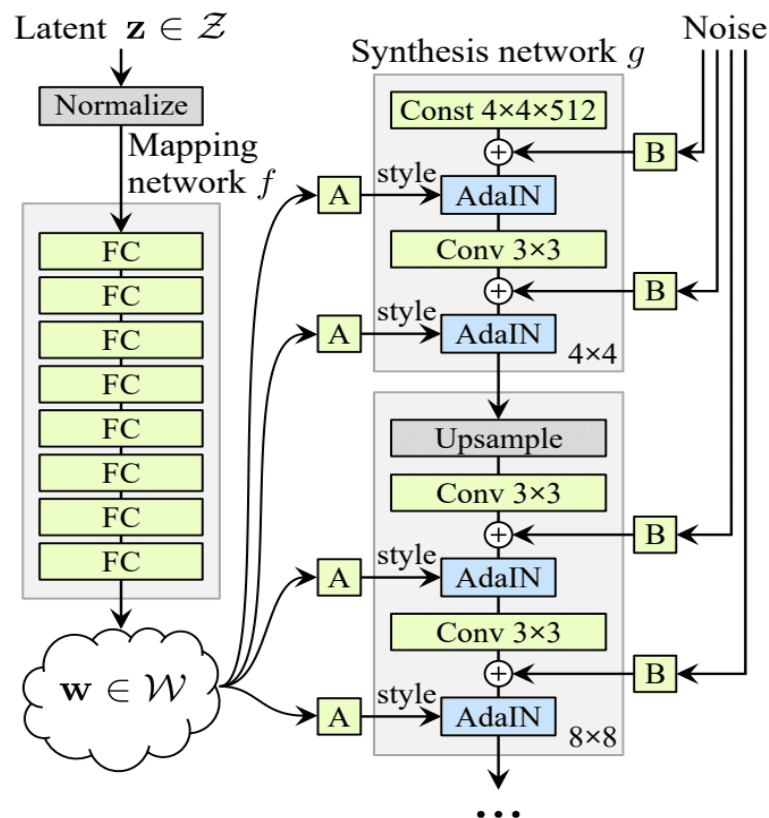 Latent z ∈ 𝒵
Normalize
Mapping
network f
FC
FC
FC
FC
FC
FC
FC
FC
w ∈ 𝒲
Synthesis network g
Noise
Const 4×4×512
B
A
style
AdaIN
Conv 3×3
B
A
style
AdaIN
4×4
Upsample
Conv 3×3
B
A
style
AdaIN
Conv 3×3
B
A
style
AdaIN
8×8
...